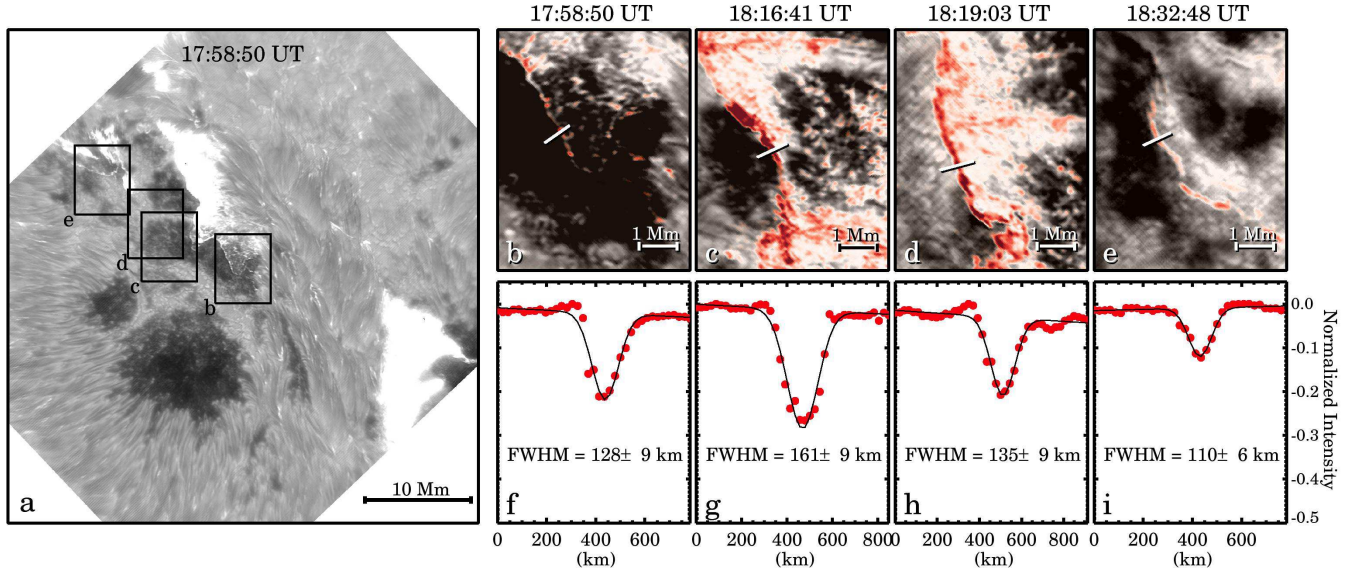 17:58:50 UT
18:16:41 UT
18:19:03 UT
18:32:48 UT
17:58:50 UT
e
d
c
b
10 Mm
a
1 Mm
b
1 Mm
c
1 Mm
d
1 Mm
e
0.0
-0.1
-0.2
-0.3
-0.4
-0.5
Normalized Intensity
FWHM = 128± 9 km
f
FWHM = 161± 9 km
g
FWHM = 135± 9 km
h
FWHM = 110± 6 km
i
0 200 400 600
0 200 400 600 800
0 200 400 600
0 200 400 600
(km)
(km)
(km)
(km)